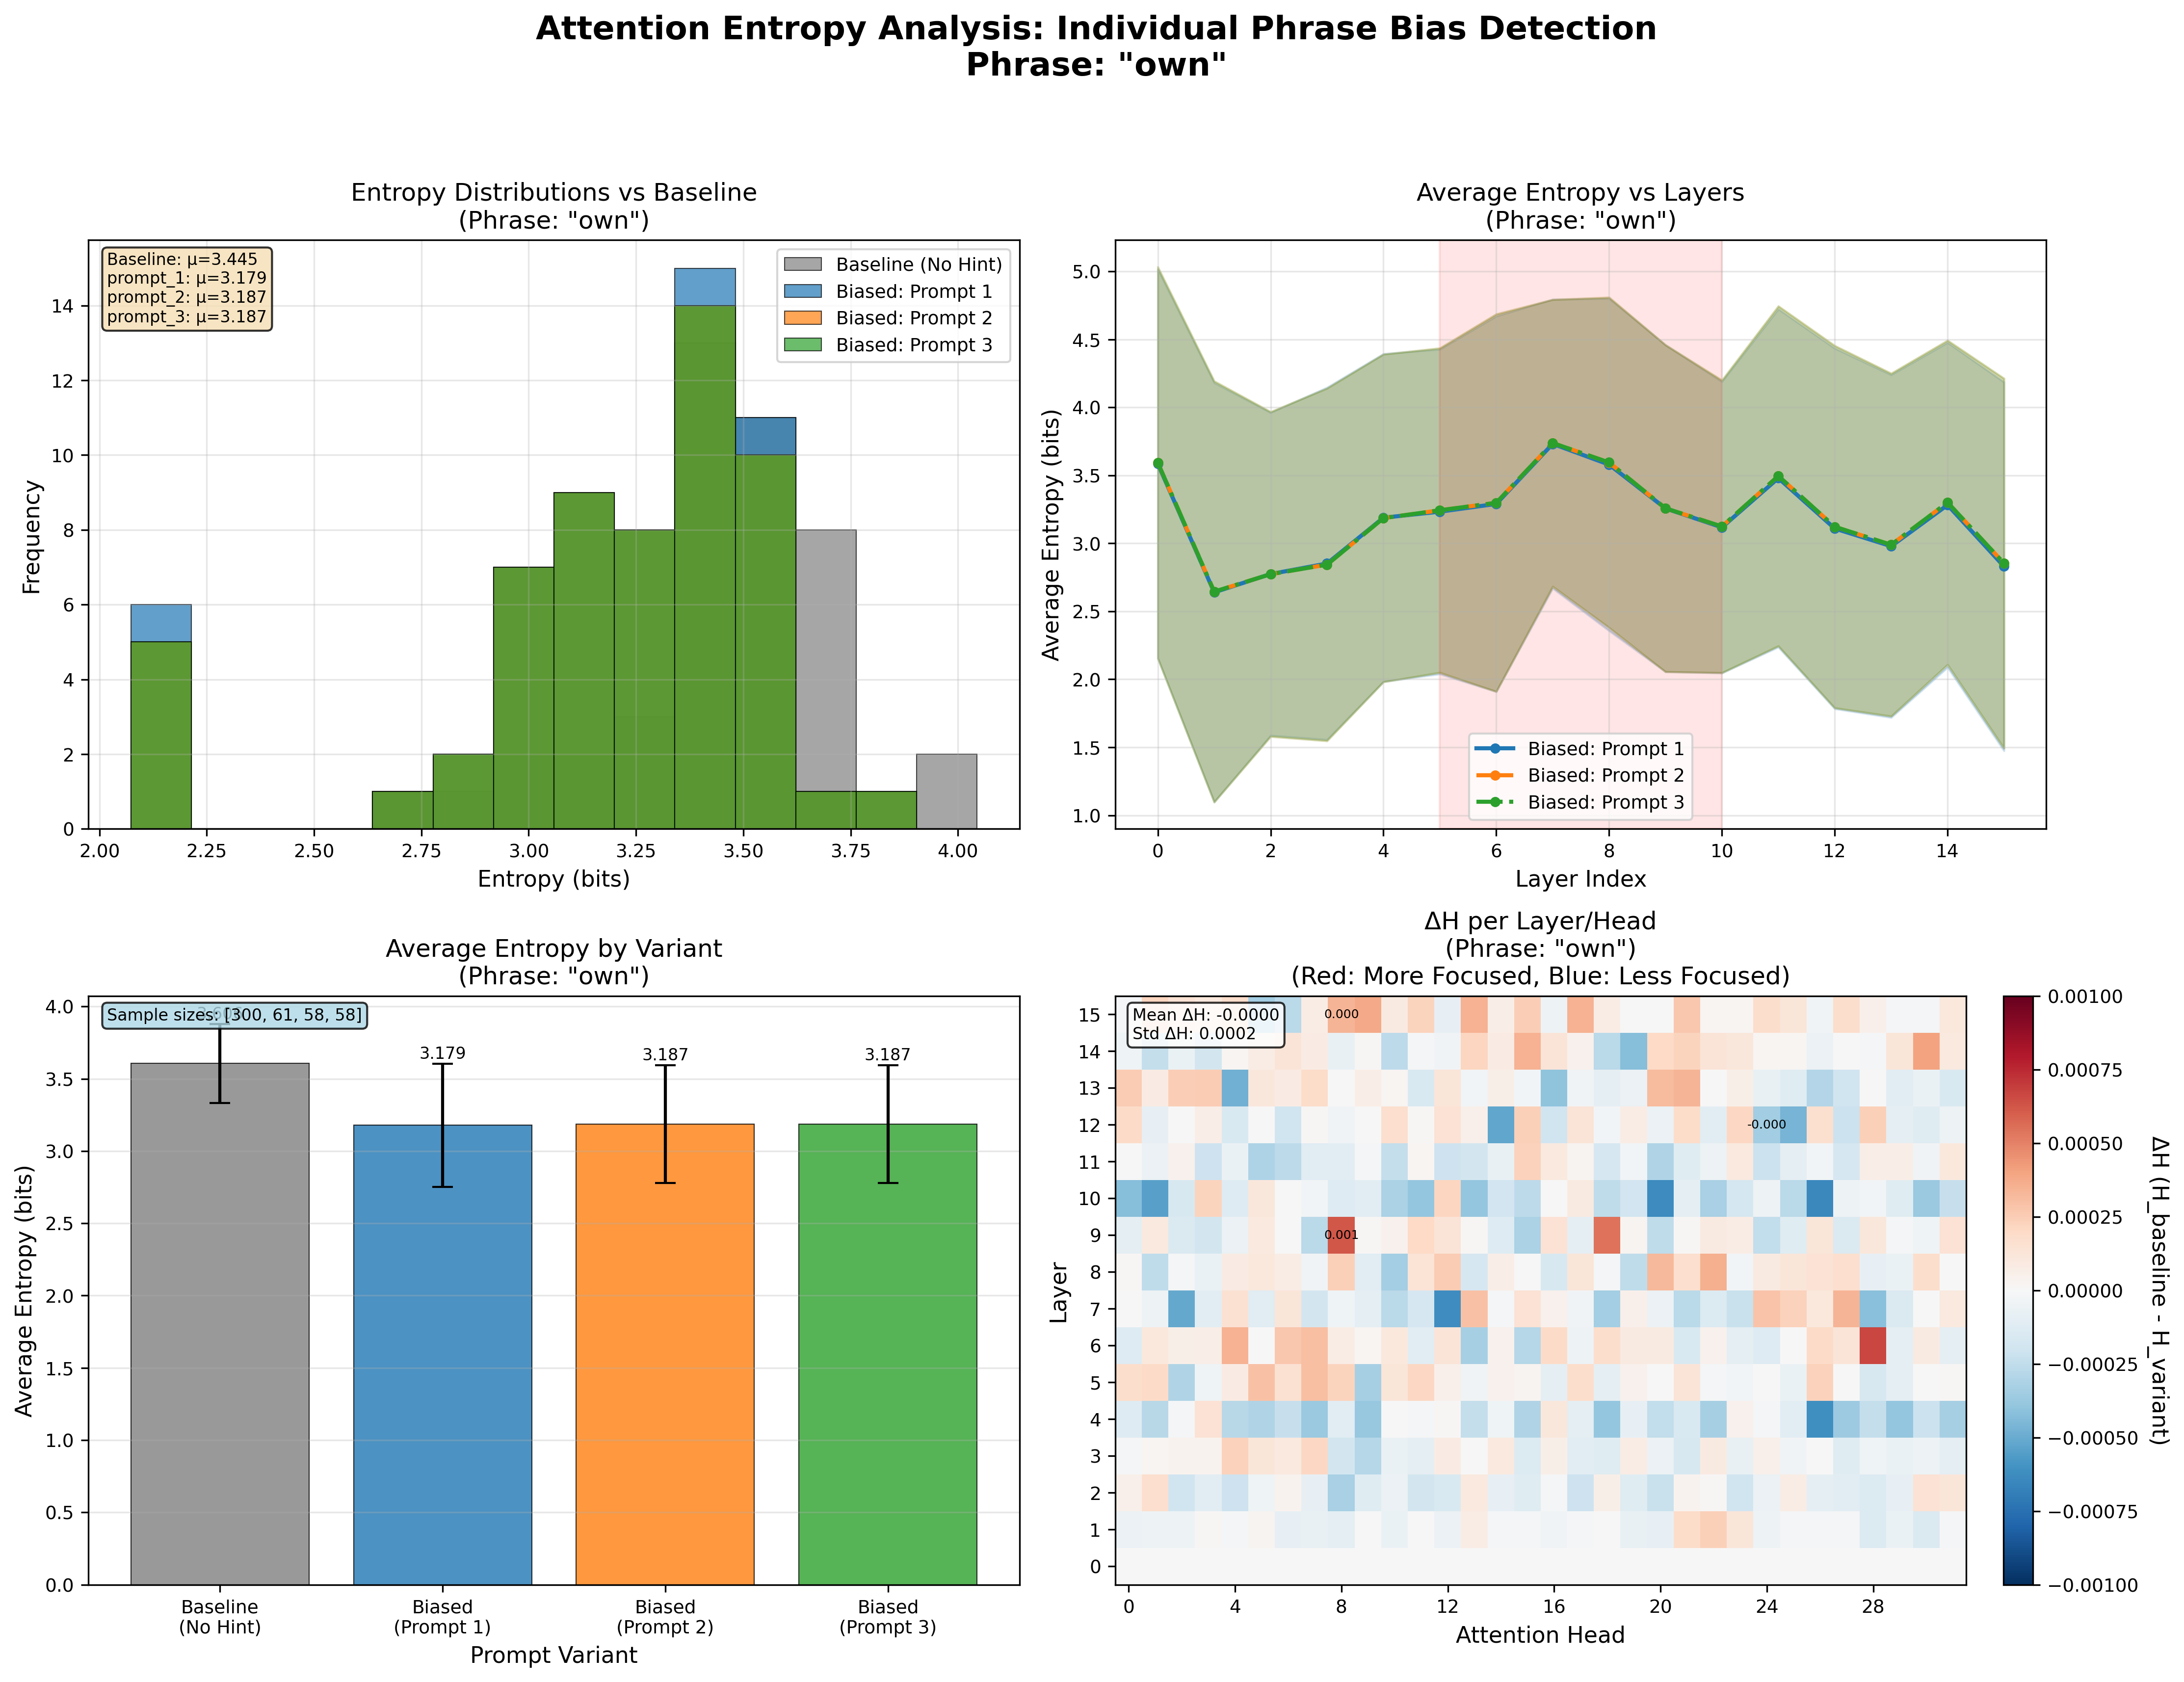 Attention Entropy Analysis: Individual Phrase Bias Detection
Phrase: "own"
Entropy Distributions vs Baseline
(Phrase: "own")
Baseline: μ=3.445
prompt_1: μ=3.179
prompt_2: μ=3.187
prompt_3: μ=3.187
Baseline (No Hint)
Biased: Prompt 1
Biased: Prompt 2
Biased: Prompt 3
Frequency
14
12
10
8
6
4
2
0
2.00 2.25 2.50 2.75 3.00 3.25 3.50 3.75 4.00
Entropy (bits)
Average Entropy vs Layers
(Phrase: "own")
Average Entropy (bits)
5.0
4.5
4.0
3.5
3.0
2.5
2.0
1.5
1.0
Biased: Prompt 1
Biased: Prompt 2
Biased: Prompt 3
0 2 4 6 8 10 12 14
Layer Index
Average Entropy by Variant
(Phrase: "own")
Sample sizes: [300, 61, 58, 58]
3.179
3.187
3.187
Average Entropy (bits)
4.0
3.5
3.0
2.5
2.0
1.5
1.0
0.5
0.0
Baseline
(No Hint)
Biased
(Prompt 1)
Biased
(Prompt 2)
Biased
(Prompt 3)
Prompt Variant
ΔH per Layer/Head
(Phrase: "own")
(Red: More Focused, Blue: Less Focused)
Mean ΔH: -0.0000
Std ΔH: 0.0002
0.000
-0.000
0.001
Layer
15
14
13
12
11
10
9
8
7
6
5
4
3
2
1
0
0 4 8 12 16 20 24 28
Attention Head
0.00100
0.00075
0.00050
0.00025
0.00000
−0.00025
−0.00050
−0.00075
−0.00100
ΔH (H_baseline - H_variant)